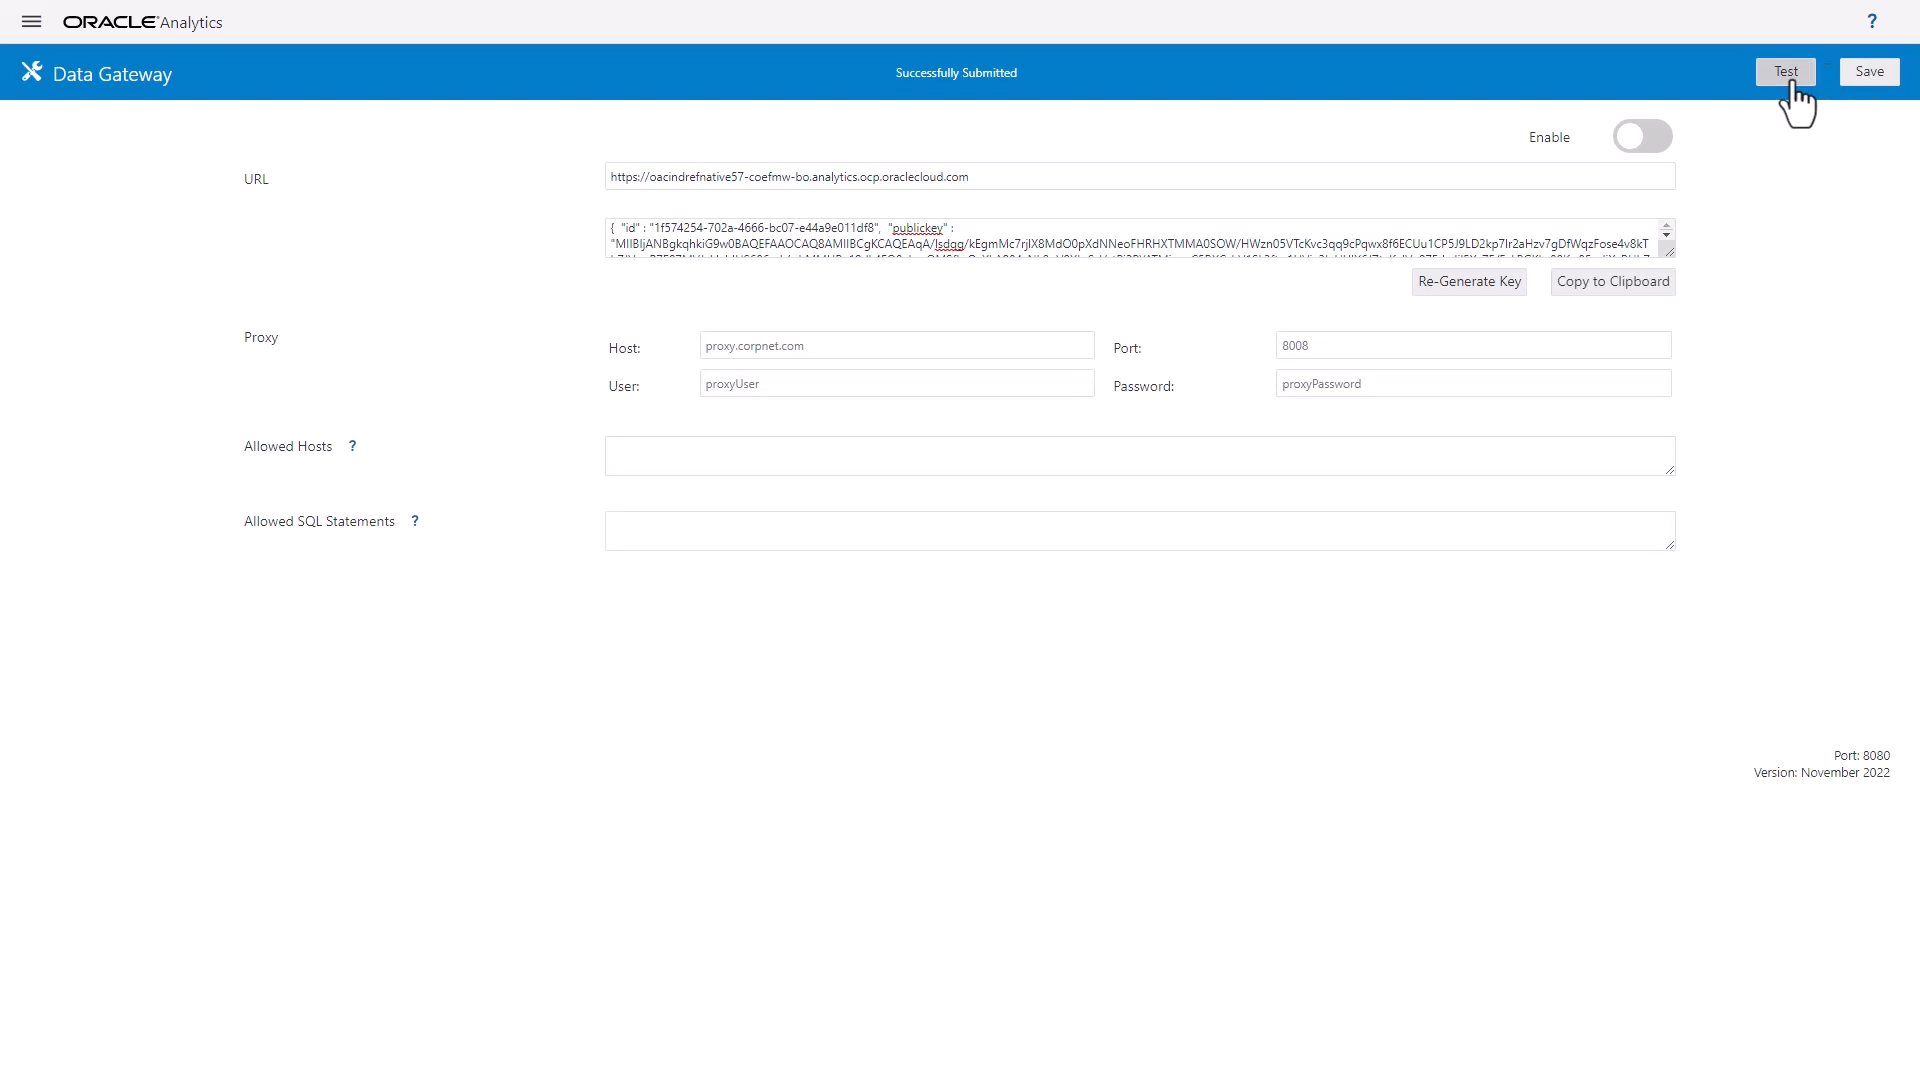 ORACLE Analytics
?
Data Gateway
Successfully Submitted
Test
Save
Enable
URL
https://oacindrefnative57-coefmw-bo.analytics.ocp.oraclecloud.com
{ "id" : "1f574254-702a-4666-bc07-e44a9e011df8", "publickey" :
"MIIBIjANBgkqhkiG9w0BAQEFAAOCAQ8AMIIBCgKCAQEAqA/Isdqg/kEgmMc7rjIX8MdO0pXdNNeoFHRHXTMMA0SOW/HWzn05VTcKvc3qq9cPqwx8f6ECUu1CP5J9LD2kp7Ir2aHzv7gDfWqzFose4v8kT
Re-Generate Key
Copy to Clipboard
Proxy
Host:
proxy.corpnet.com
Port:
8008
User:
proxyUser
Password:
proxyPassword
Allowed Hosts ?
Allowed SQL Statements ?
Port: 8080
Version: November 2022